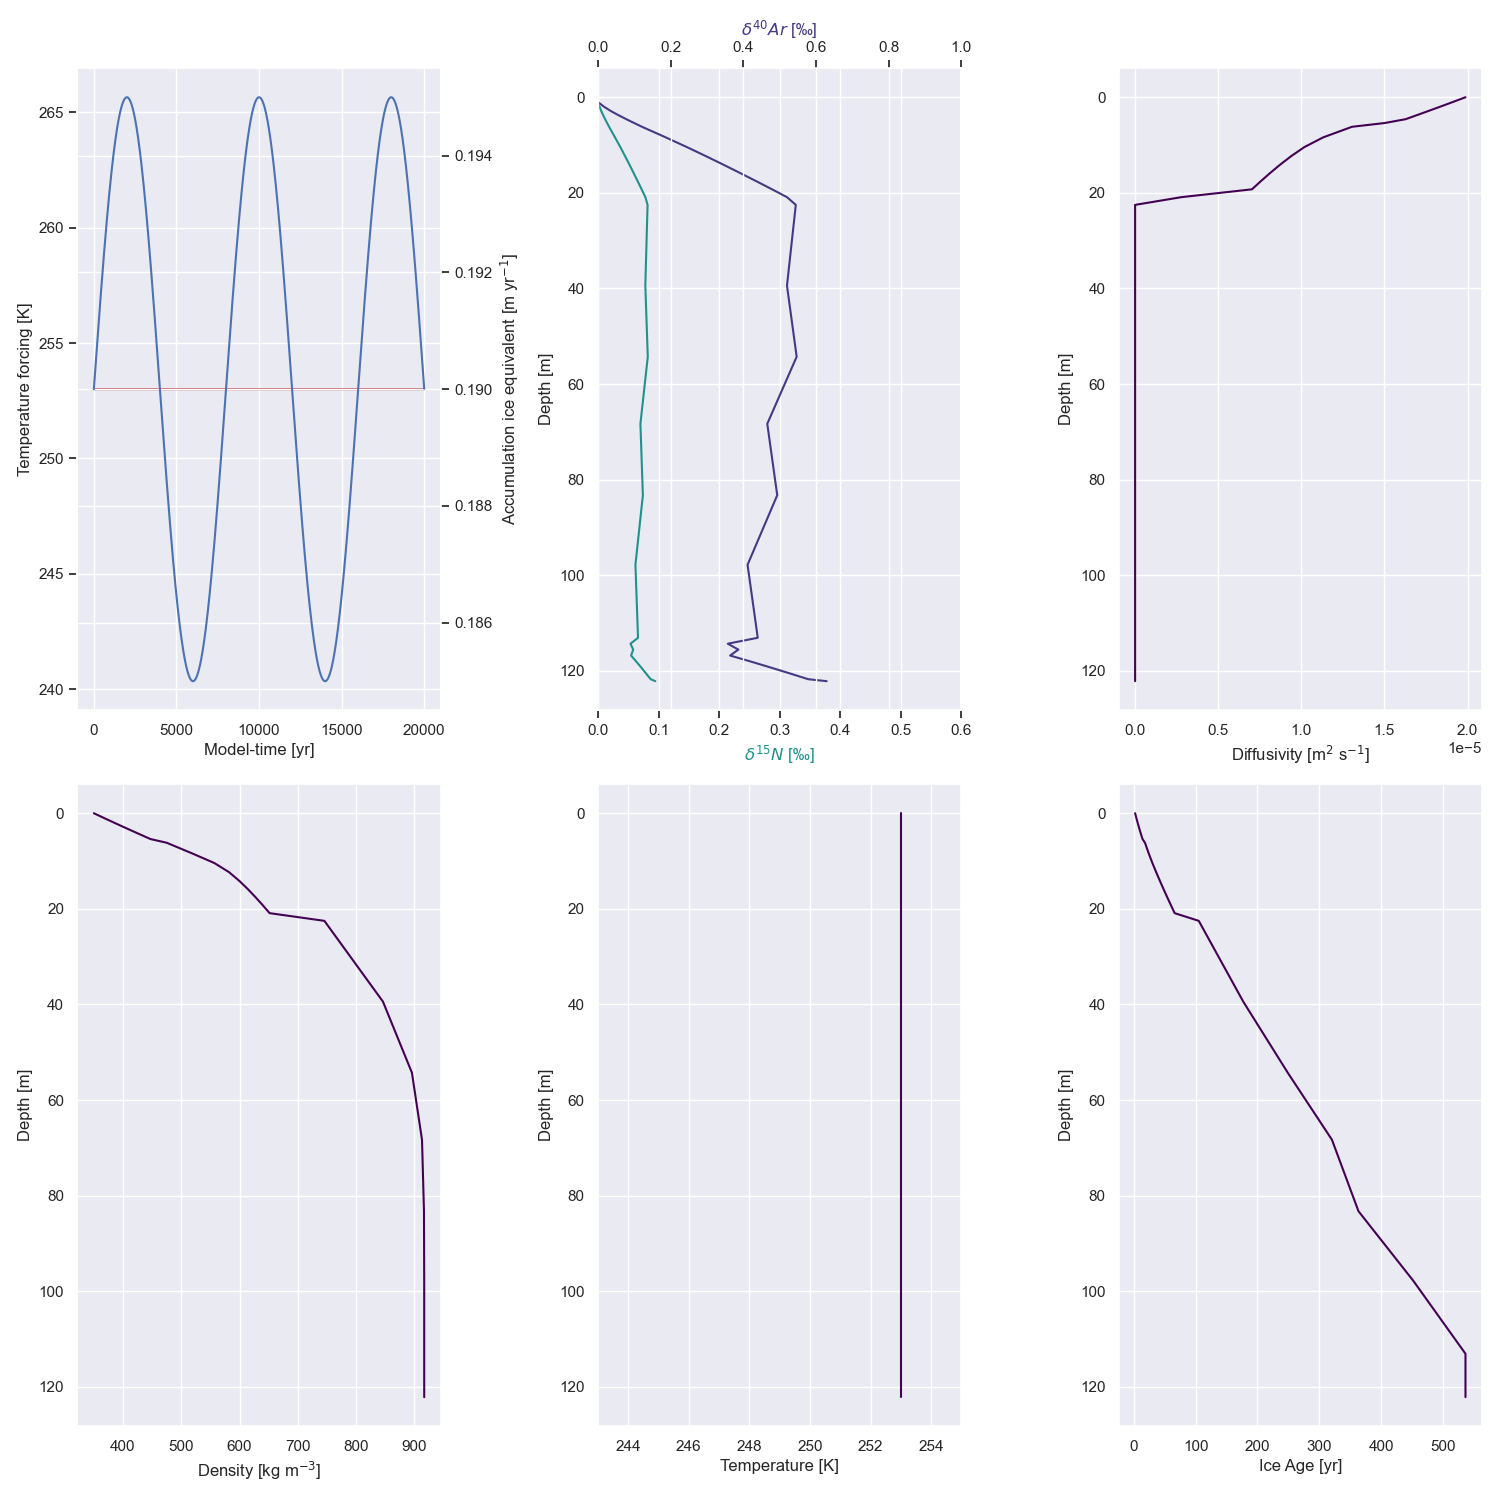 δ⁴⁰Ar [‰]
0.0 0.2 0.4 0.6 0.8 1.0
265
260
255
250
245
240
Temperature forcing [K]
0.194
0.192
0.190
0.188
0.186
Accumulation ice equivalent [m yr⁻¹]
0 5000 10000 15000 20000
Model-time [yr]
0
20
40
60
80
100
120
Depth [m]
0.0 0.1 0.2 0.3 0.4 0.5 0.6
δ¹⁵N [‰]
0
20
40
60
80
100
120
Depth [m]
0.0 0.5 1.0 1.5 2.0
1e−5
Diffusivity [m² s⁻¹]
0
20
40
60
80
100
120
Depth [m]
400 500 600 700 800 900
Density [kg m⁻³]
0
20
40
60
80
100
120
Depth [m]
244 246 248 250 252 254
Temperature [K]
0
20
40
60
80
100
120
Depth [m]
0 100 200 300 400 500
Ice Age [yr]